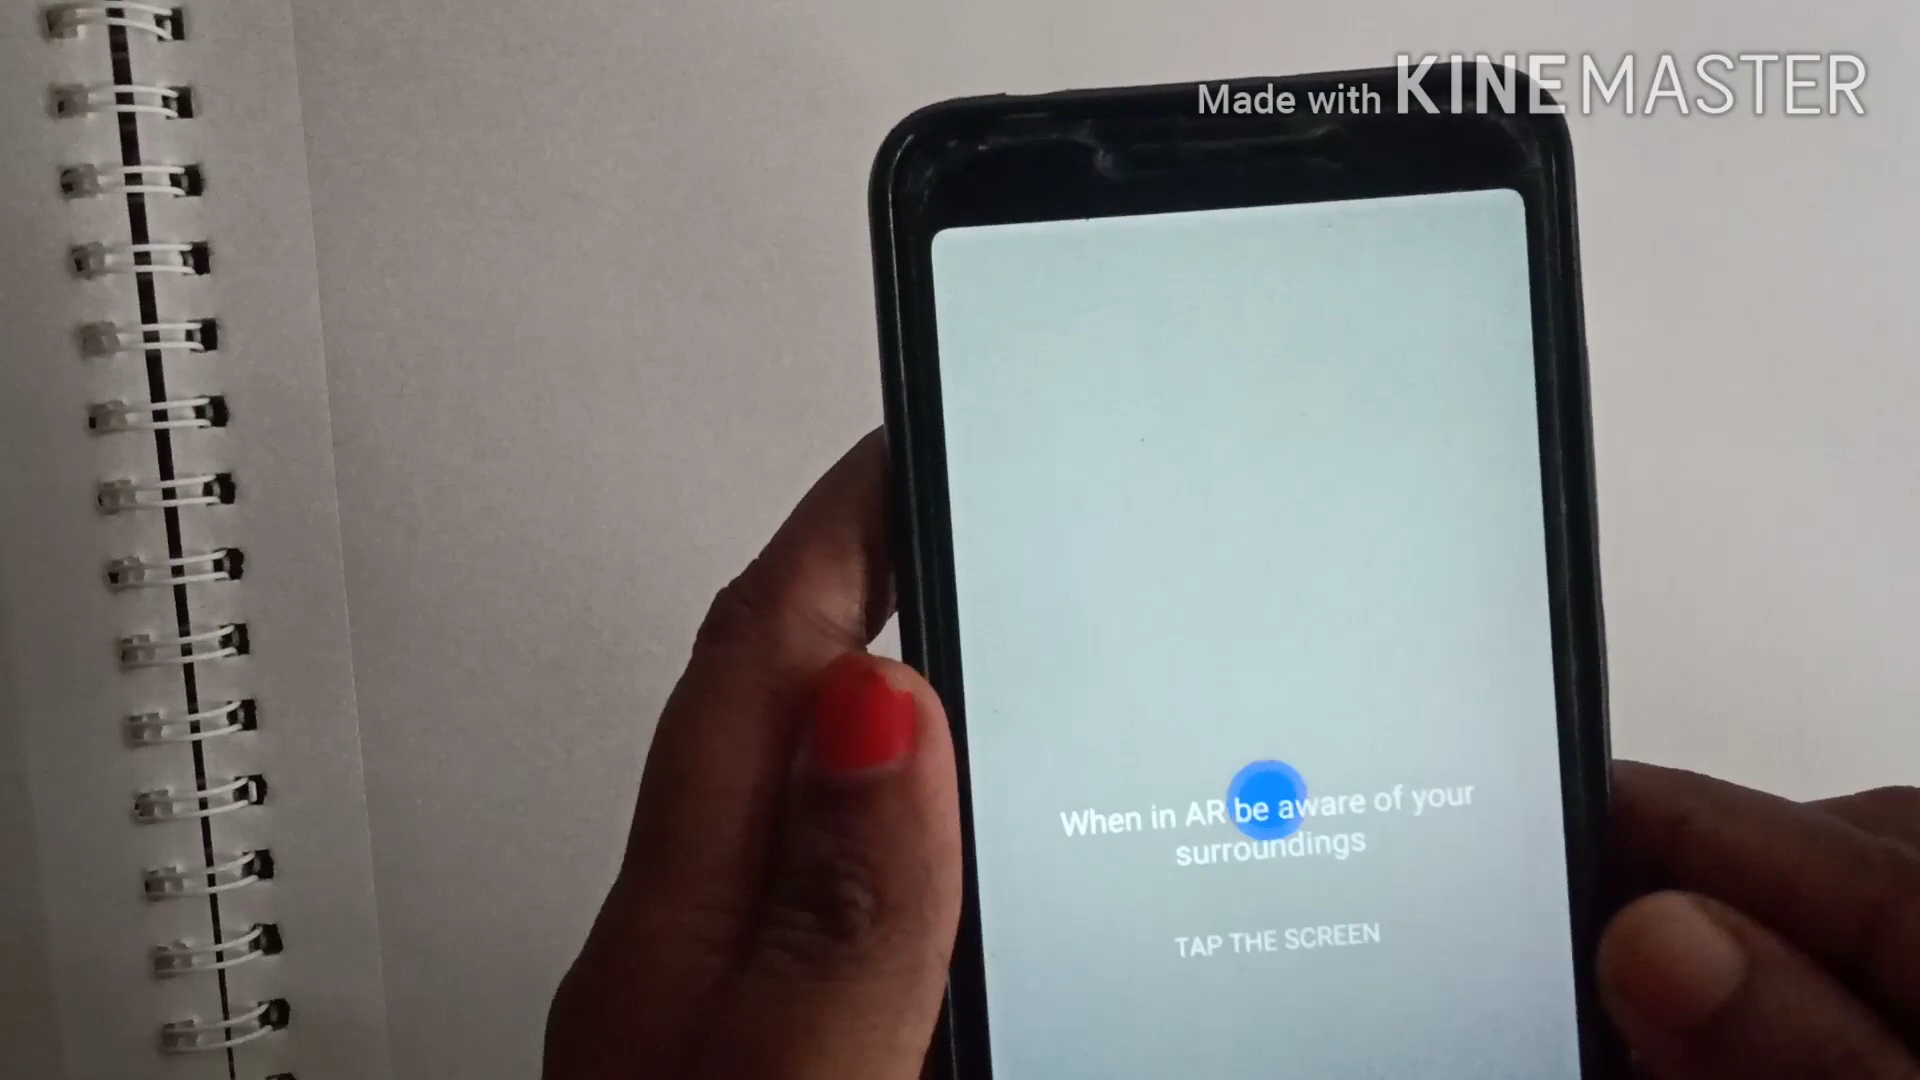 Made with KINEMASTER
When in AR be aware of your
surroundings
TAP THE SCREEN